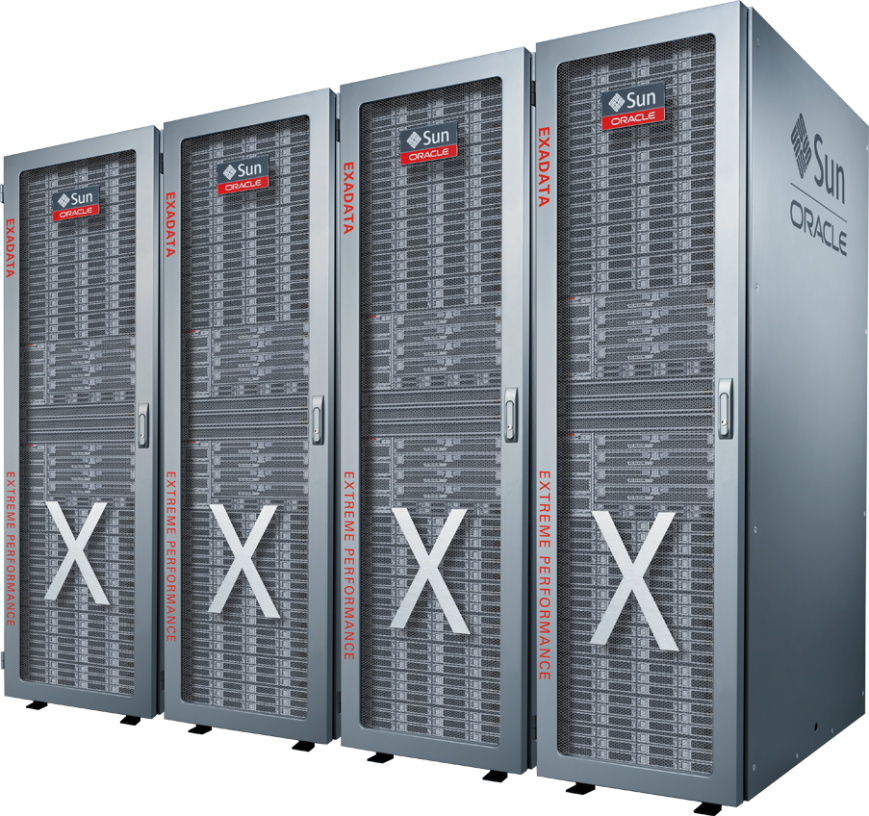 Sun
ORACLE
EXADATA
EXTREME PERFORMANCE
X
Sun
ORACLE
EXADATA
EXTREME PERFORMANCE
X
Sun
ORACLE
EXADATA
EXTREME PERFORMANCE
X
Sun
ORACLE
EXADATA
EXTREME PERFORMANCE
X
Sun
ORACLE